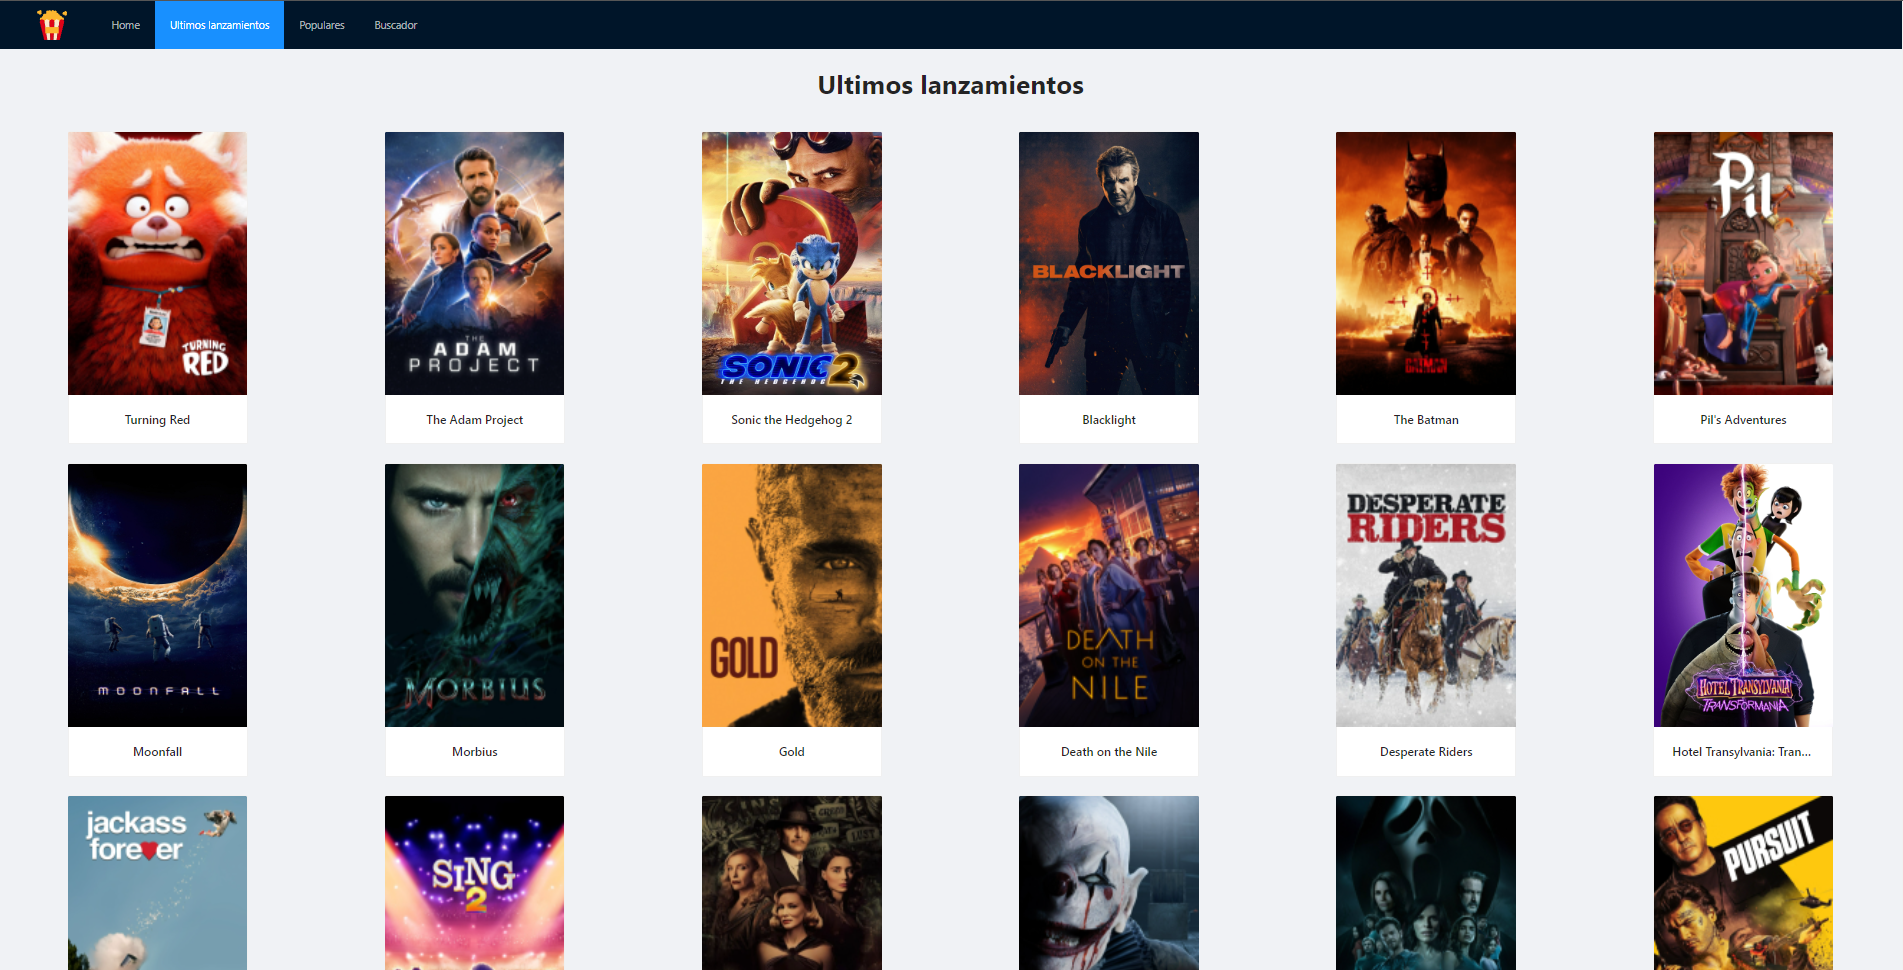 Home
Ultimos lanzamientos
Populares
Buscador
Ultimos lanzamientos
TURNING
RED
THE
ADAM
PROJECT
SONIC 2
THE HEDGEHOG
BLACKLIGHT
THE
BATMAN
Pil
Turning Red
The Adam Project
Sonic the Hedgehog 2
Blacklight
The Batman
Pil's Adventures
MOONFALL
MORBIUS
GOLD
DEATH
ON THE
NILE
DESPERATE
RIDERS
HOTEL TRANSYLVANIA
TRANSFORMANIA
Moonfall
Morbius
Gold
Death on the Nile
Desperate Riders
Hotel Transylvania: Tran...
jackass
forever
SING
2
PURSUIT